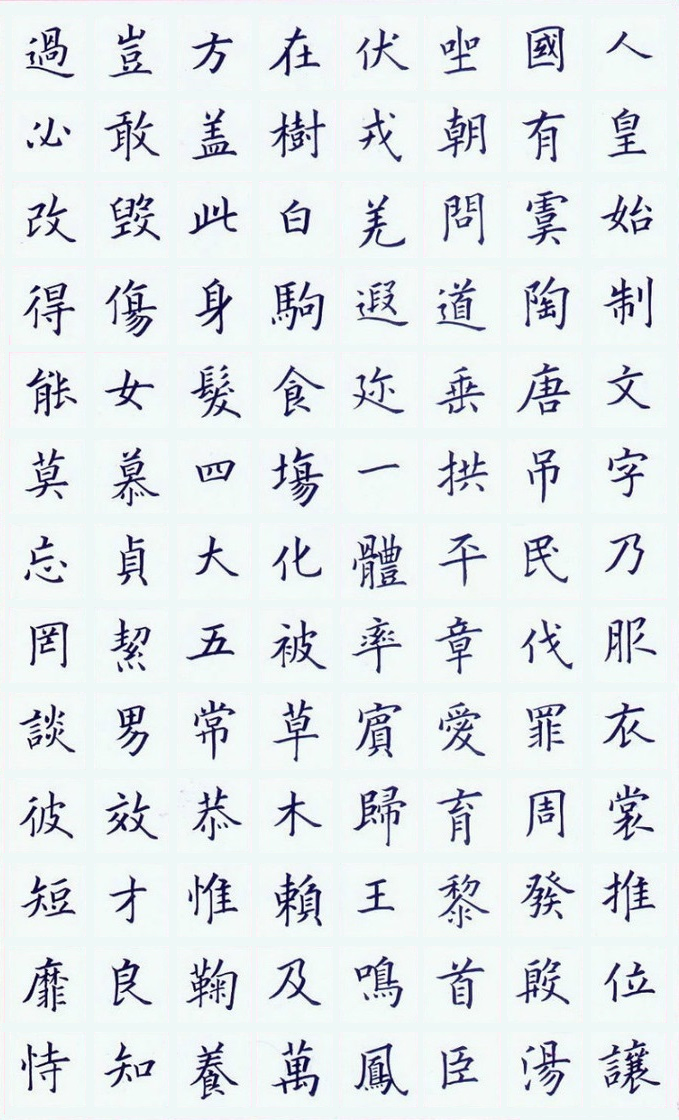 人皇始制文字乃服衣裳推位讓
國有虞陶唐吊民伐罪周發殷湯
坐朝問道垂拱平章愛育黎首臣
伏戎羌遐迩一體率賓歸王鳴鳳
在樹白駒食場化被草木賴及萬
方盖此身髮四大五常恭惟鞠養
豈敢毀傷女慕貞絜男效才良知
過必改得能莫忘罔談彼短靡恃